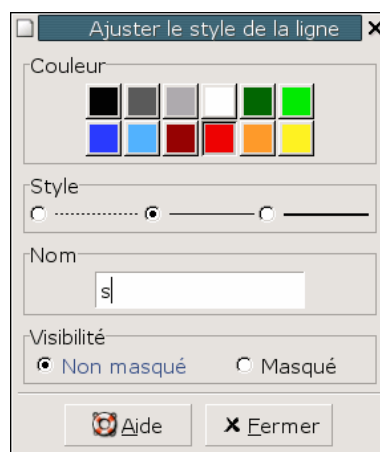 Ajuster le style de la ligne
Couleur
Style
Nom
s
Visibilité
Non masqué Masqué
Aide Fermer